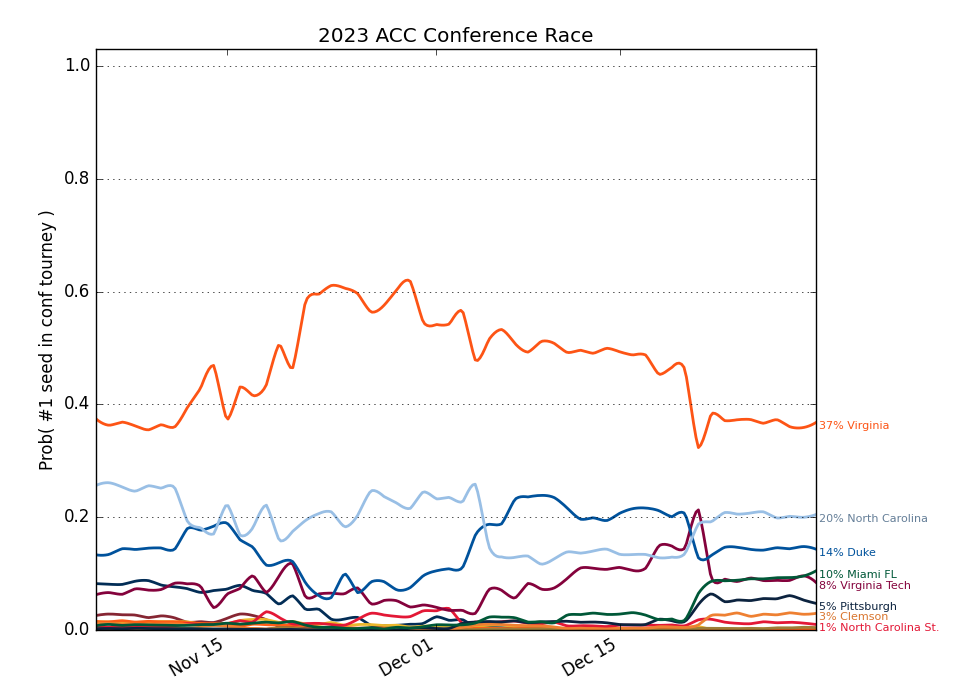 2023 ACC Conference Race
Prob( #1 seed in conf tourney )
1.0
0.8
0.6
0.4
0.2
0.0
Nov 15
Dec 01
Dec 15
37% Virginia
20% North Carolina
14% Duke
10% Miami FL
8% Virginia Tech
5% Pittsburgh
3% Clemson
1% North Carolina St.